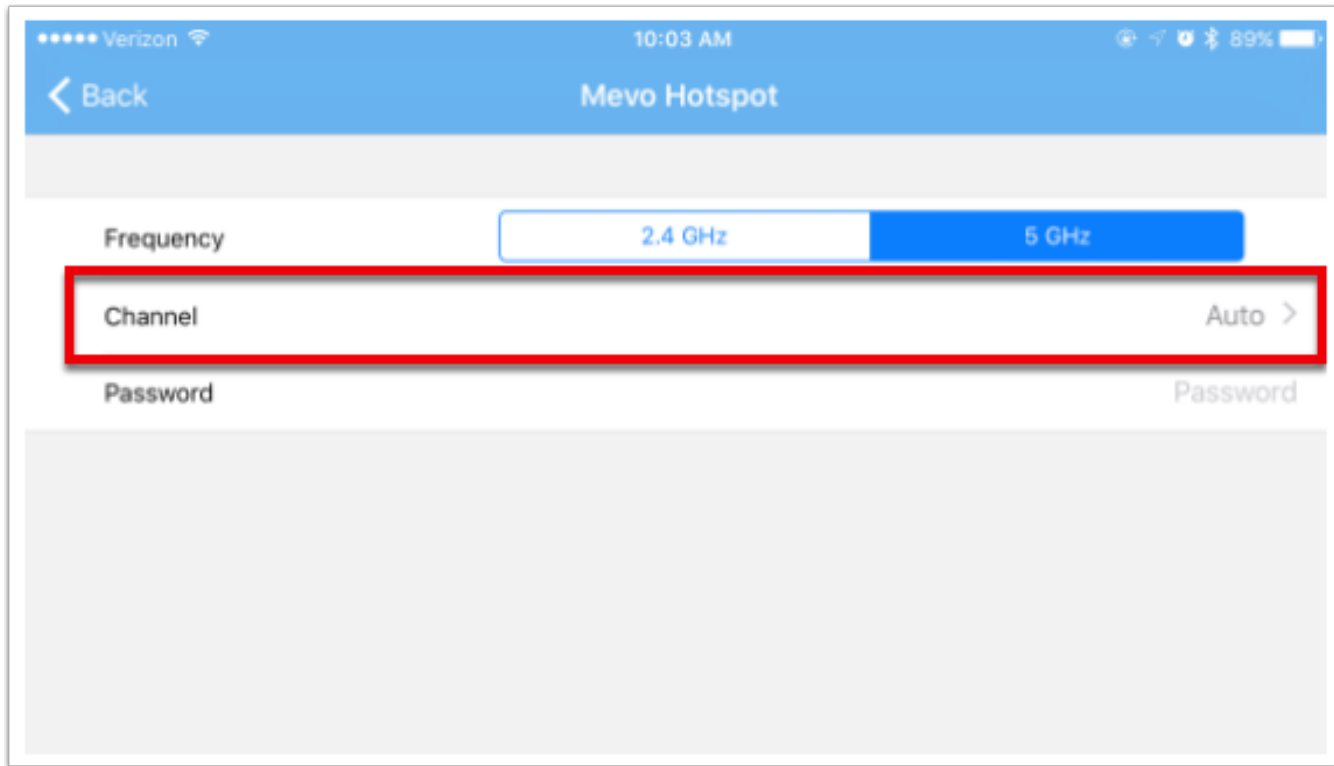 Verizon 10:03 AM 89%
Back Mevo Hotspot
Frequency 2.4 GHz 5 GHz
Channel Auto
Password Password